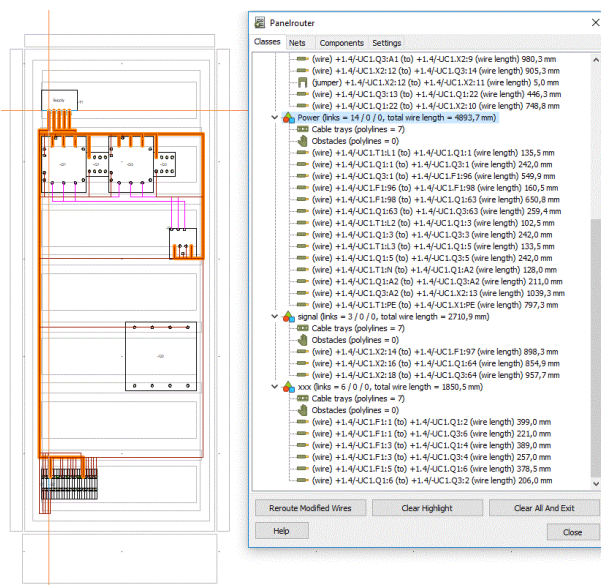 Panelrouter
Classes Nets Components Settings
(wire) +1.4/-UC1.Q3:A1 (to) +1.4/-UC1.X2:9 (wire length) 980,3 mm
(wire) +1.4/-UC1.X2:12 (to) +1.4/-UC1.Q3:14 (wire length) 905,3 mm
(jumper) +1.4/-UC1.X2:12 (to) +1.4/-UC1.X2:11 (wire length) 5,0 mm
(wire) +1.4/-UC1.Q3:13 (to) +1.4/-UC1.Q1:22 (wire length) 446,3 mm
(wire) +1.4/-UC1.Q1:22 (to) +1.4/-UC1.X2:10 (wire length) 748,8 mm
Power (links = 14 / 0 / 0, total wire length = 4893,7 mm)
Cable trays (polylines = 7)
Obstades (polylines = 0)
(wire) +1.4/-UC1.T1:L1 (to) +1.4/-UC1.Q1:1 (wire length) 135,5 mm
(wire) +1.4/-UC1.Q1:1 (to) +1.4/-UC1.Q3:1 (wire length) 242,0 mm
(wire) +1.4/-UC1.Q3:1 (to) +1.4/-UC1.F1:96 (wire length) 549,9 mm
(wire) +1.4/-UC1.F1:96 (to) +1.4/-UC1.F1:98 (wire length) 160,5 mm
(wire) +1.4/-UC1.F1:98 (to) +1.4/-UC1.Q1:63 (wire length) 650,8 mm
(wire) +1.4/-UC1.Q1:63 (to) +1.4/-UC1.Q3:63 (wire length) 259,4 mm
(wire) +1.4/-UC1.T1:L2 (to) +1.4/-UC1.Q1:3 (wire length) 102,5 mm
(wire) +1.4/-UC1.Q1:3 (to) +1.4/-UC1.Q3:3 (wire length) 242,0 mm
(wire) +1.4/-UC1.T1:L3 (to) +1.4/-UC1.Q1:5 (wire length) 133,5 mm
(wire) +1.4/-UC1.Q1:5 (to) +1.4/-UC1.Q3:5 (wire length) 242,0 mm
(wire) +1.4/-UC1.T1:N (to) +1.4/-UC1.Q1:A2 (wire length) 128,0 mm
(wire) +1.4/-UC1.Q1:A2 (to) +1.4/-UC1.Q3:A2 (wire length) 211,0 mm
(wire) +1.4/-UC1.Q3:A2 (to) +1.4/-UC1.X2:13 (wire length) 1039,3 mm
(wire) +1.4/-UC1.T1:PE (to) +1.4/-UC1.X1:PE (wire length) 797,3 mm
signal (links = 3 / 0 / 0, total wire length = 2710,9 mm)
Cable trays (polylines = 7)
Obstades (polylines = 0)
(wire) +1.4/-UC1.X2:14 (to) +1.4/-UC1.F1:97 (wire length) 898,3 mm
(wire) +1.4/-UC1.X2:16 (to) +1.4/-UC1.Q1:64 (wire length) 854,9 mm
(wire) +1.4/-UC1.X2:18 (to) +1.4/-UC1.Q3:64 (wire length) 957,7 mm
xxx (links = 6 / 0 / 0, total wire length = 1850,5 mm)
Cable trays (polylines = 7)
Obstades (polylines = 0)
(wire) +1.4/-UC1.F1:1 (to) +1.4/-UC1.Q1:2 (wire length) 399,0 mm
(wire) +1.4/-UC1.F1:1 (to) +1.4/-UC1.Q3:6 (wire length) 221,0 mm
(wire) +1.4/-UC1.F1:3 (to) +1.4/-UC1.Q1:4 (wire length) 389,0 mm
(wire) +1.4/-UC1.F1:3 (to) +1.4/-UC1.Q3:4 (wire length) 257,0 mm
(wire) +1.4/-UC1.F1:5 (to) +1.4/-UC1.Q1:6 (wire length) 378,5 mm
(wire) +1.4/-UC1.Q1:6 (to) +1.4/-UC1.Q3:2 (wire length) 206,0 mm
Reroute Modified Wires Clear Highlight Clear All And Exit
Help Close